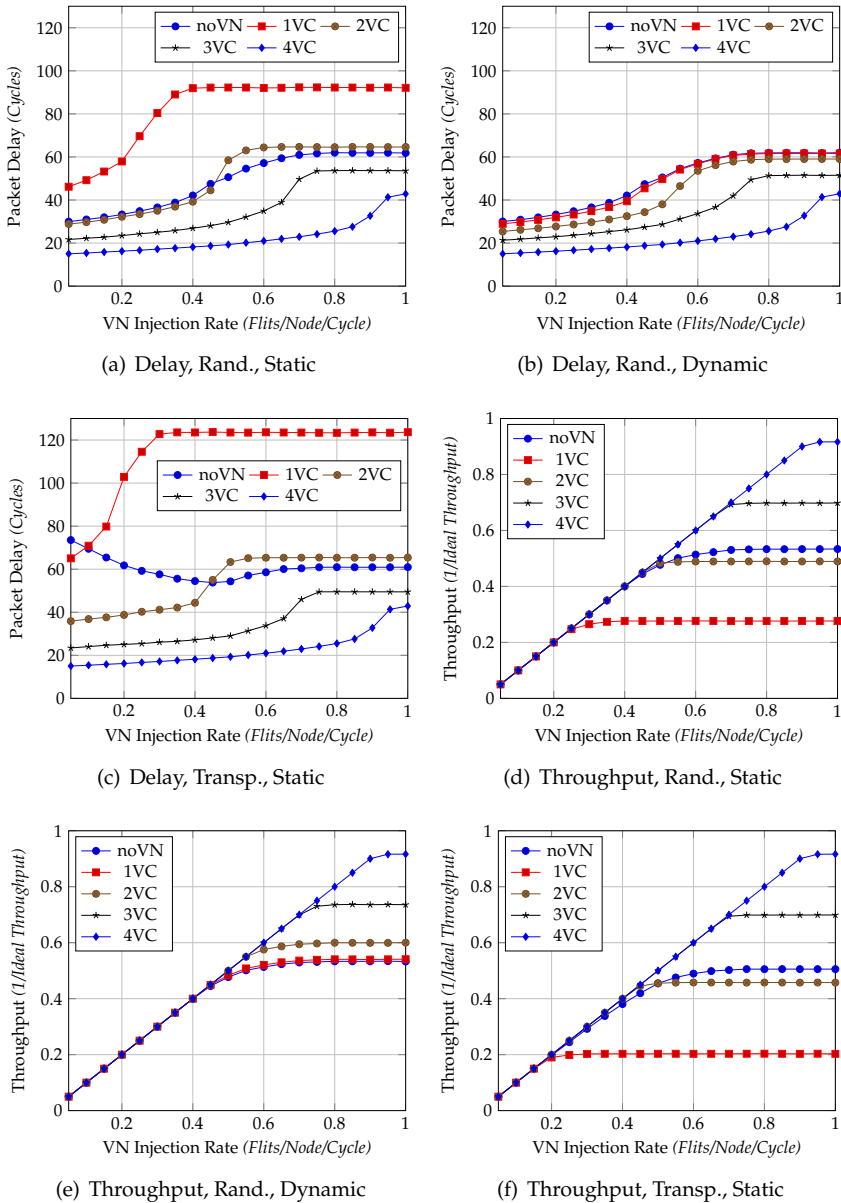 noVN 1VC 2VC
3VC 4VC
120
100
80
60
40
20
0
0.2 0.4 0.6 0.8 1
Packet Delay (Cycles)
VN Injection Rate (Flits/Node/Cycle)
(a) Delay, Rand., Static
noVN 1VC 2VC
3VC 4VC
120
100
80
60
40
20
0
0.2 0.4 0.6 0.8 1
Packet Delay (Cycles)
VN Injection Rate (Flits/Node/Cycle)
(b) Delay, Rand., Dynamic
120
100
80
60
40
20
0
noVN 1VC 2VC
3VC 4VC
0.2 0.4 0.6 0.8 1
Packet Delay (Cycles)
VN Injection Rate (Flits/Node/Cycle)
(c) Delay, Transp., Static
1
0.8
0.6
0.4
0.2
0
noVN
1VC
2VC
3VC
4VC
0.2 0.4 0.6 0.8 1
Throughput (1/Ideal Throughput)
VN Injection Rate (Flits/Node/Cycle)
(d) Throughput, Rand., Static
1
0.8
0.6
0.4
0.2
0
noVN
1VC
2VC
3VC
4VC
0.2 0.4 0.6 0.8 1
Throughput (1/Ideal Throughput)
VN Injection Rate (Flits/Node/Cycle)
(e) Throughput, Rand., Dynamic
1
0.8
0.6
0.4
0.2
0
noVN
1VC
2VC
3VC
4VC
0.2 0.4 0.6 0.8 1
Throughput (1/Ideal Throughput)
VN Injection Rate (Flits/Node/Cycle)
(f) Throughput, Transp., Static